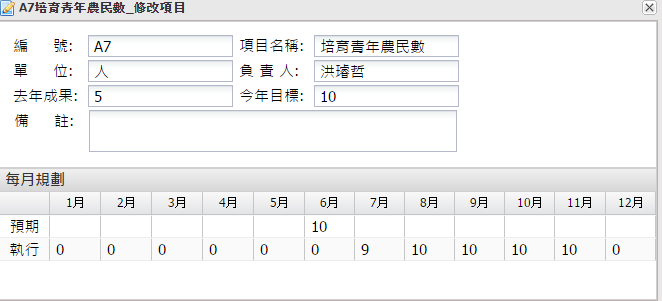 A7培育青年農民數_修改項目
編 號: A7 項目名稱: 培育青年農民數
單 位: 人 負 責 人: 洪璿哲
去年成果: 5 今年目標: 10
備 註:
每月規劃
1月 2月 3月 4月 5月 6月 7月 8月 9月 10月 11月 12月
預期 10
執行 0 0 0 0 0 0 9 10 10 10 10 0